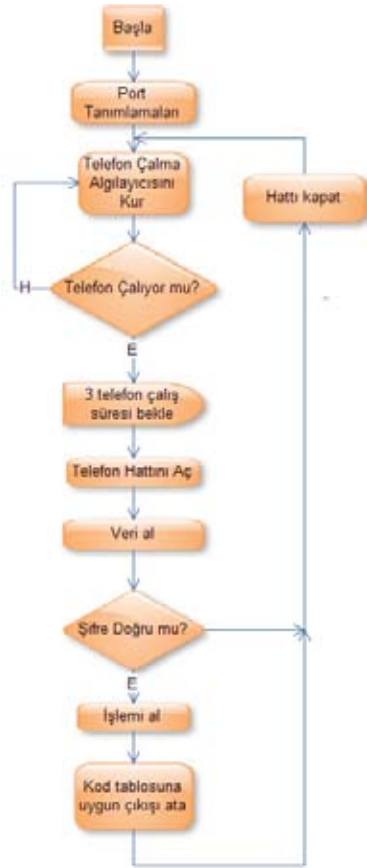 Başla
Port
Tanımlamaları
Telefon Çalma
Algılayıcısını
Kur
Hattı kapat
H
Telefon Çalıyor mu?
E
3 telefon çalış
süresi bekle
Telefon Hattını Aç
Veri al
Şifre Doğru mu?
E
İşlemi al
Kod tablosuna
uygun çıkışı ata